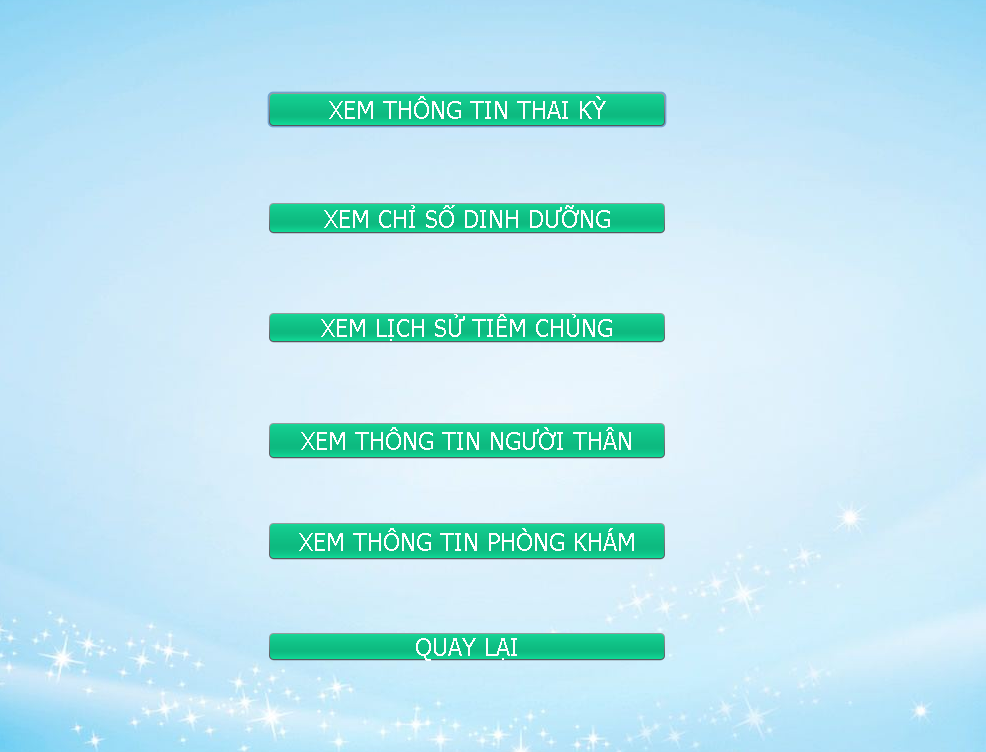 XEM THÔNG TIN THAI KỲ
XEM CHỈ SỐ DINH DƯỠNG
XEM LỊCH SỬ TIÊM CHỦNG
XEM THÔNG TIN NGƯỜI THÂN
XEM THÔNG TIN PHÒNG KHÁM
QUAY LẠI